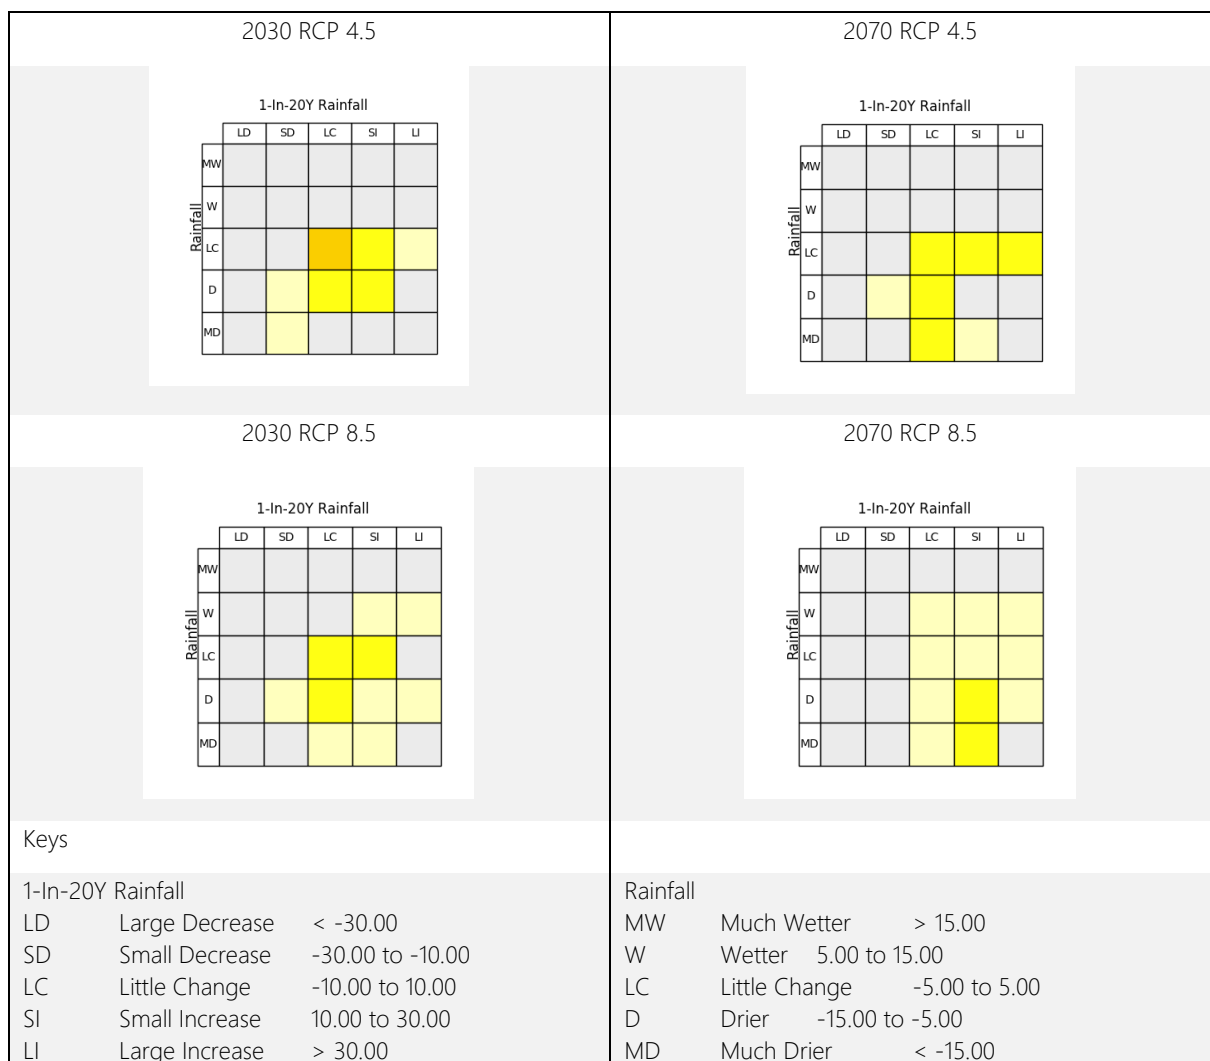 2030 RCP 4.5
1-In-20Y Rainfall
LD SD LC SI LI
Rainfall
MW
W
LC
D
MD
2070 RCP 4.5
1-In-20Y Rainfall
LD SD LC SI LI
Rainfall
MW
W
LC
D
MD
2030 RCP 8.5
1-In-20Y Rainfall
LD SD LC SI LI
Rainfall
MW
W
LC
D
MD
2070 RCP 8.5
1-In-20Y Rainfall
LD SD LC SI LI
Rainfall
MW
W
LC
D
MD
Keys
1-In-20Y Rainfall
LD Large Decrease < -30.00
SD Small Decrease -30.00 to -10.00
LC Little Change -10.00 to 10.00
SI Small Increase 10.00 to 30.00
LI Large Increase > 30.00
Rainfall
MW Much Wetter > 15.00
W Wetter 5.00 to 15.00
LC Little Change -5.00 to 5.00
D Drier -15.00 to -5.00
MD Much Drier < -15.00